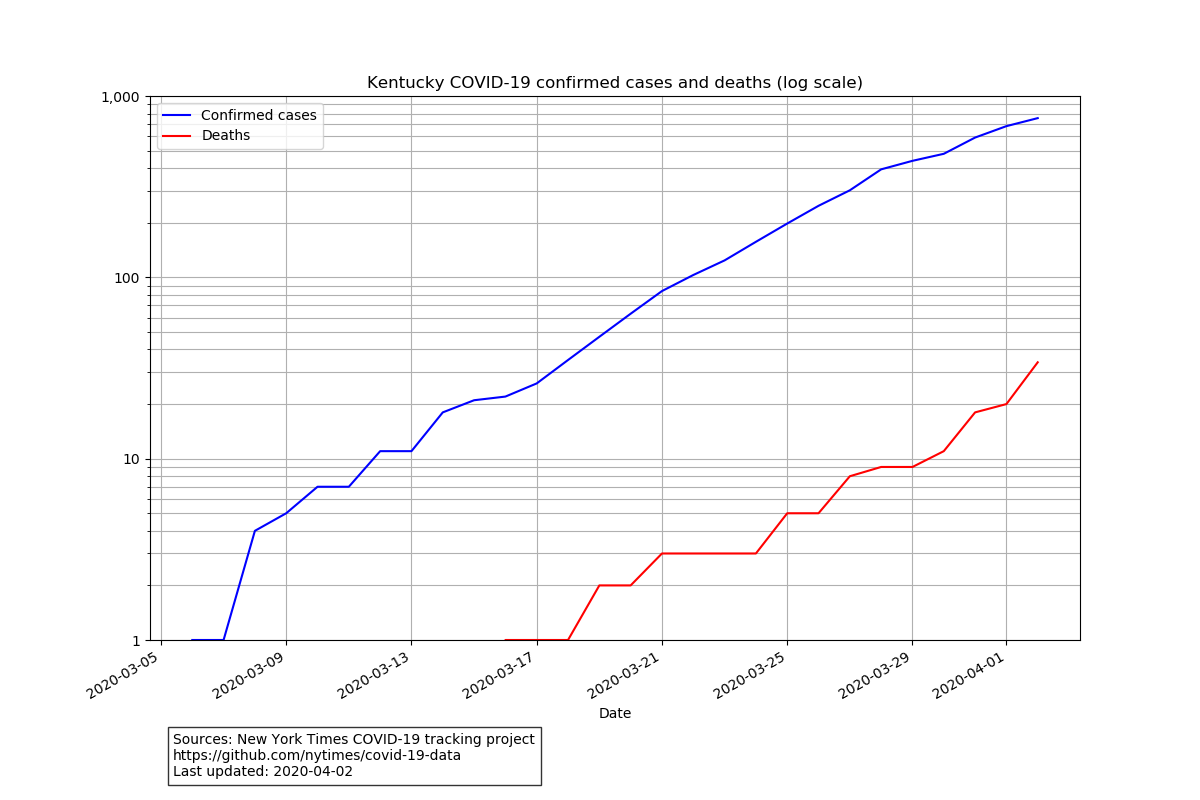 Kentucky COVID-19 confirmed cases and deaths (log scale)
1,000
Confirmed cases
Deaths
100
10
1
2020-03-05
2020-03-09
2020-03-13
2020-03-17
2020-03-21
2020-03-25
2020-03-29
2020-04-01
Date
Sources: New York Times COVID-19 tracking project
https://github.com/nytimes/covid-19-data
Last updated: 2020-04-02